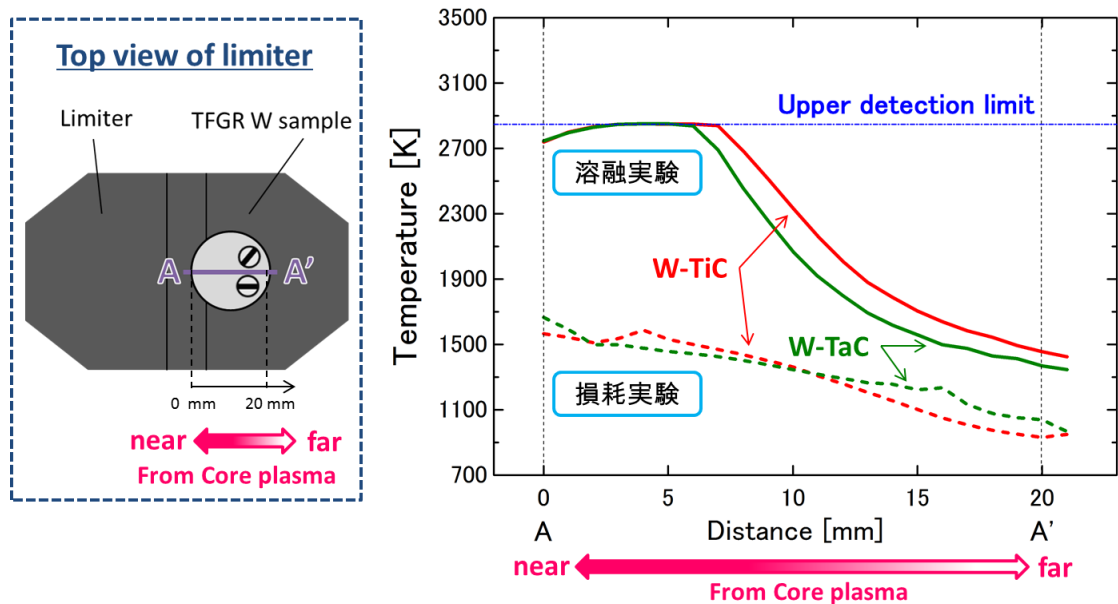 Top view of limiter
Limiter
TFGR W sample
A
A'
0 mm
20 mm
near
far
From Core plasma
Temperature [K]
3500
3100
2700
2300
1900
1500
1100
700
Upper detection limit
溶融実験
W-TiC
W-TaC
損耗実験
0
5
10
15
20
A
Distance [mm]
A'
near
far
From Core plasma